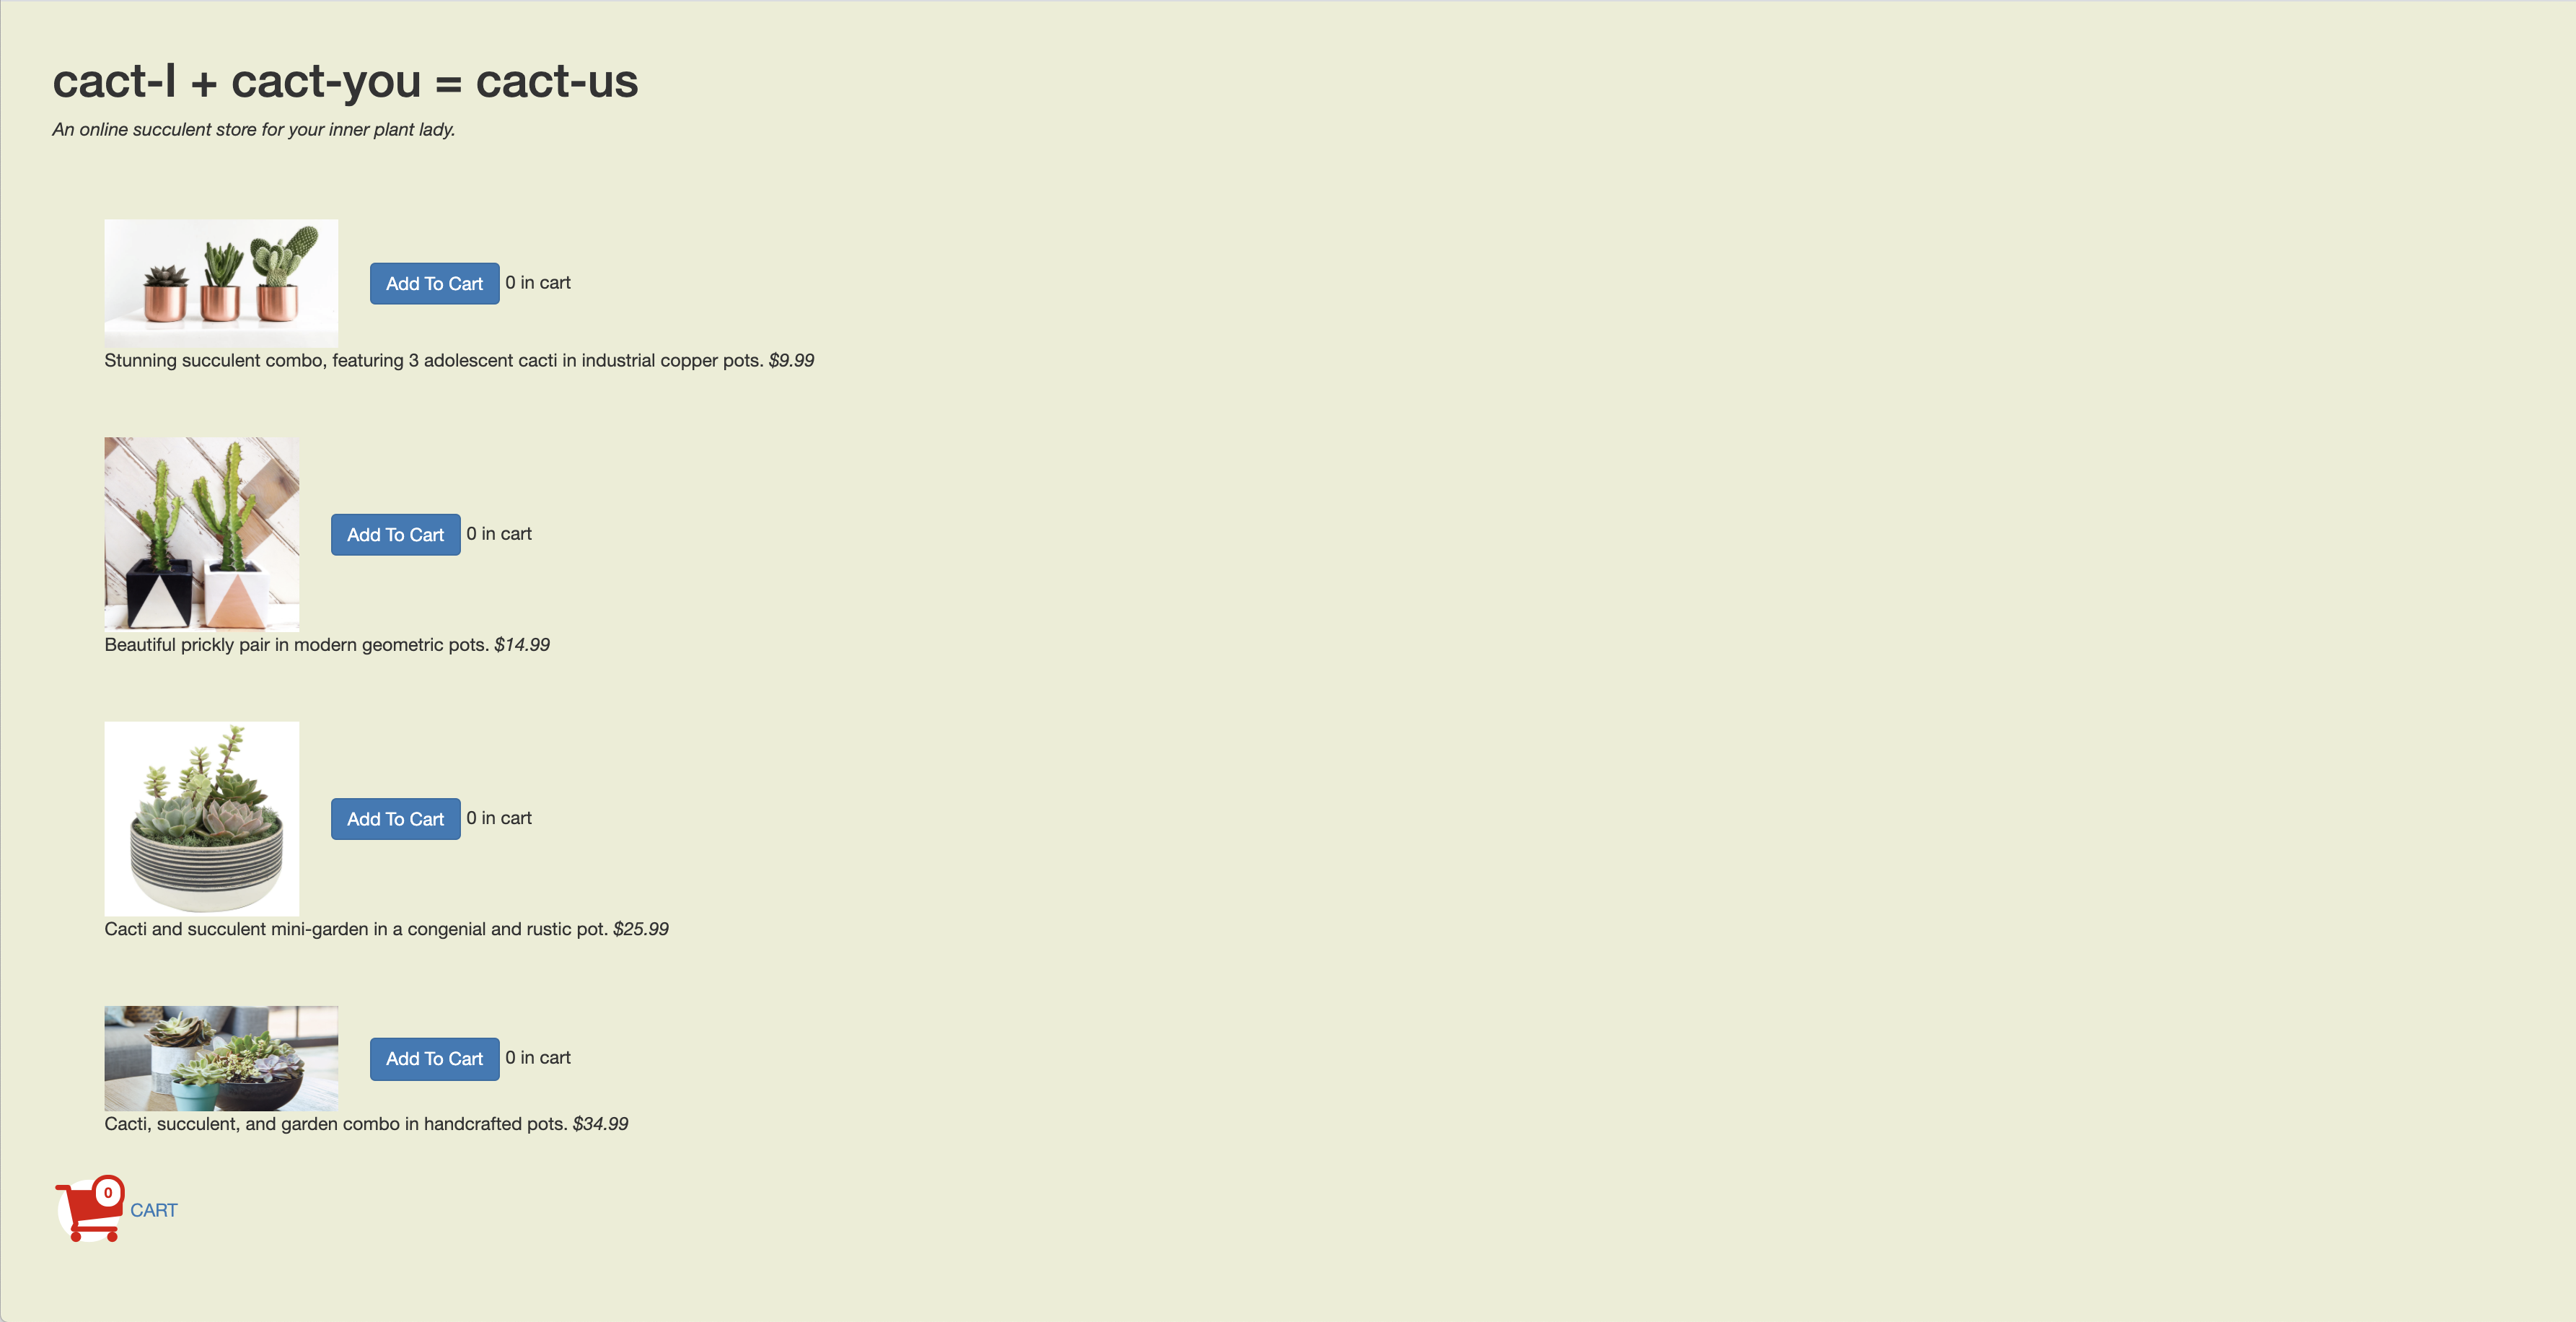 cact-I + cact-you = cact-us
An online succulent store for your inner plant lady.
Add To Cart 0 in cart
Stunning succulent combo, featuring 3 adolescent cacti in industrial copper pots. $9.99
Add To Cart 0 in cart
Beautiful prickly pair in modern geometric pots. $14.99
Add To Cart 0 in cart
Cacti and succulent mini-garden in a congenial and rustic pot. $25.99
Add To Cart 0 in cart
Cacti, succulent, and garden combo in handcrafted pots. $34.99
0
CART